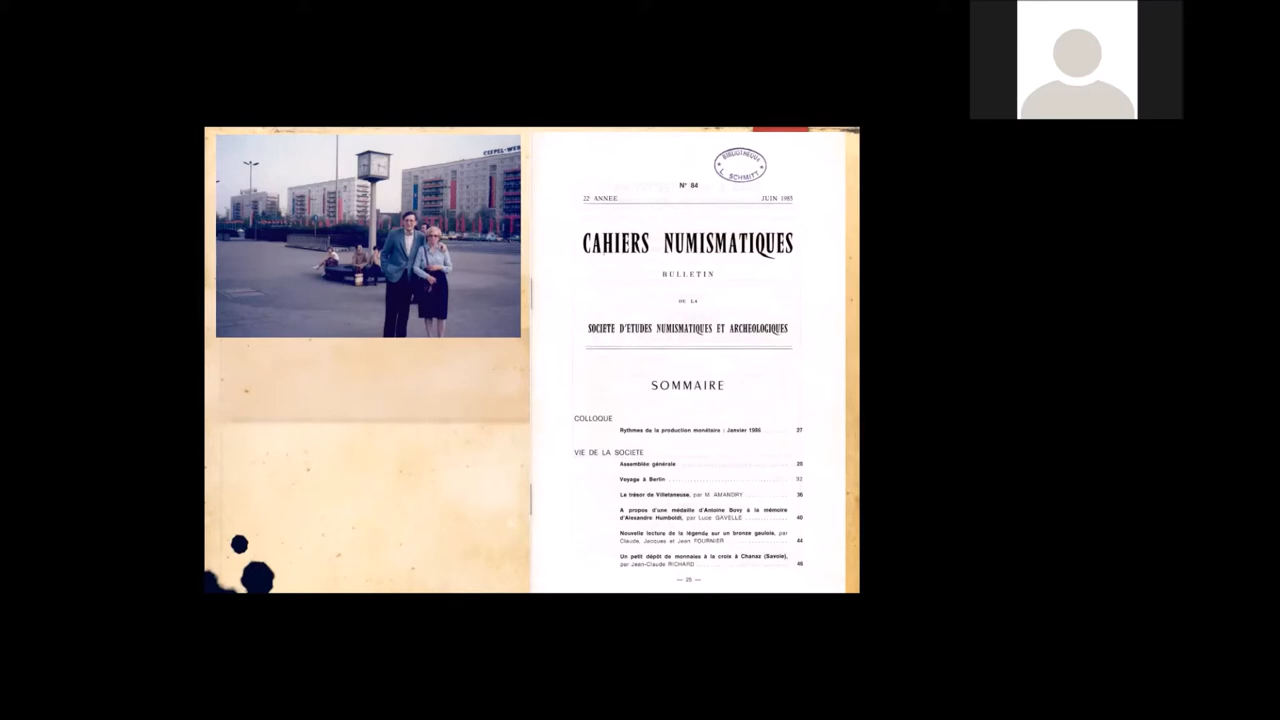 CSEPEL-WER
BIBLIOTHEQUE
L. SCHMITT
N° 84
22 ANNEE
JUIN 1985
CAHIERS NUMISMATIQUES
BULLETIN
DE LA
SOCIETE D'ETUDES NUMISMATIQUES ET ARCHEOLOGIQUES
SOMMAIRE
COLLOQUE
Rythmes de la production monétaire : Janvier 1986 27
VIE DE LA SOCIETE
Assemblée générale 28
Voyage à Berlin 32
Le trésor de Villetaneuse, par M. AMANDRY 36
A propos d'une médaille d'Antoine Bovy à la mémoire
d'Alexandre Humboldt, par Luce GAVELLE 40
Nouvelle lecture de la légende sur un bronze gaulois, par
Claude, Jacques et Jean FOURNIER 44
Un petit dépôt de monnaies à la croix à Chanaz (Savoie),
par Jean-Claude RICHARD 46
— 25 —